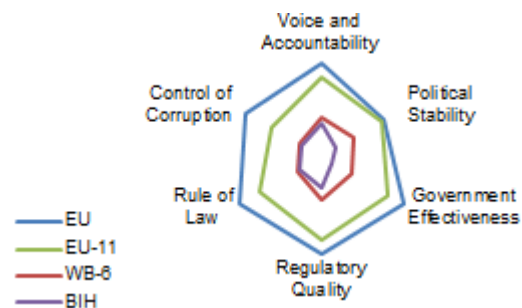 Voice and
Accountability
Control of
Corruption
Political
Stability
Rule of
Law
Government
Effectiveness
Regulatory
Quality
EU
EU-11
WB-6
BIH